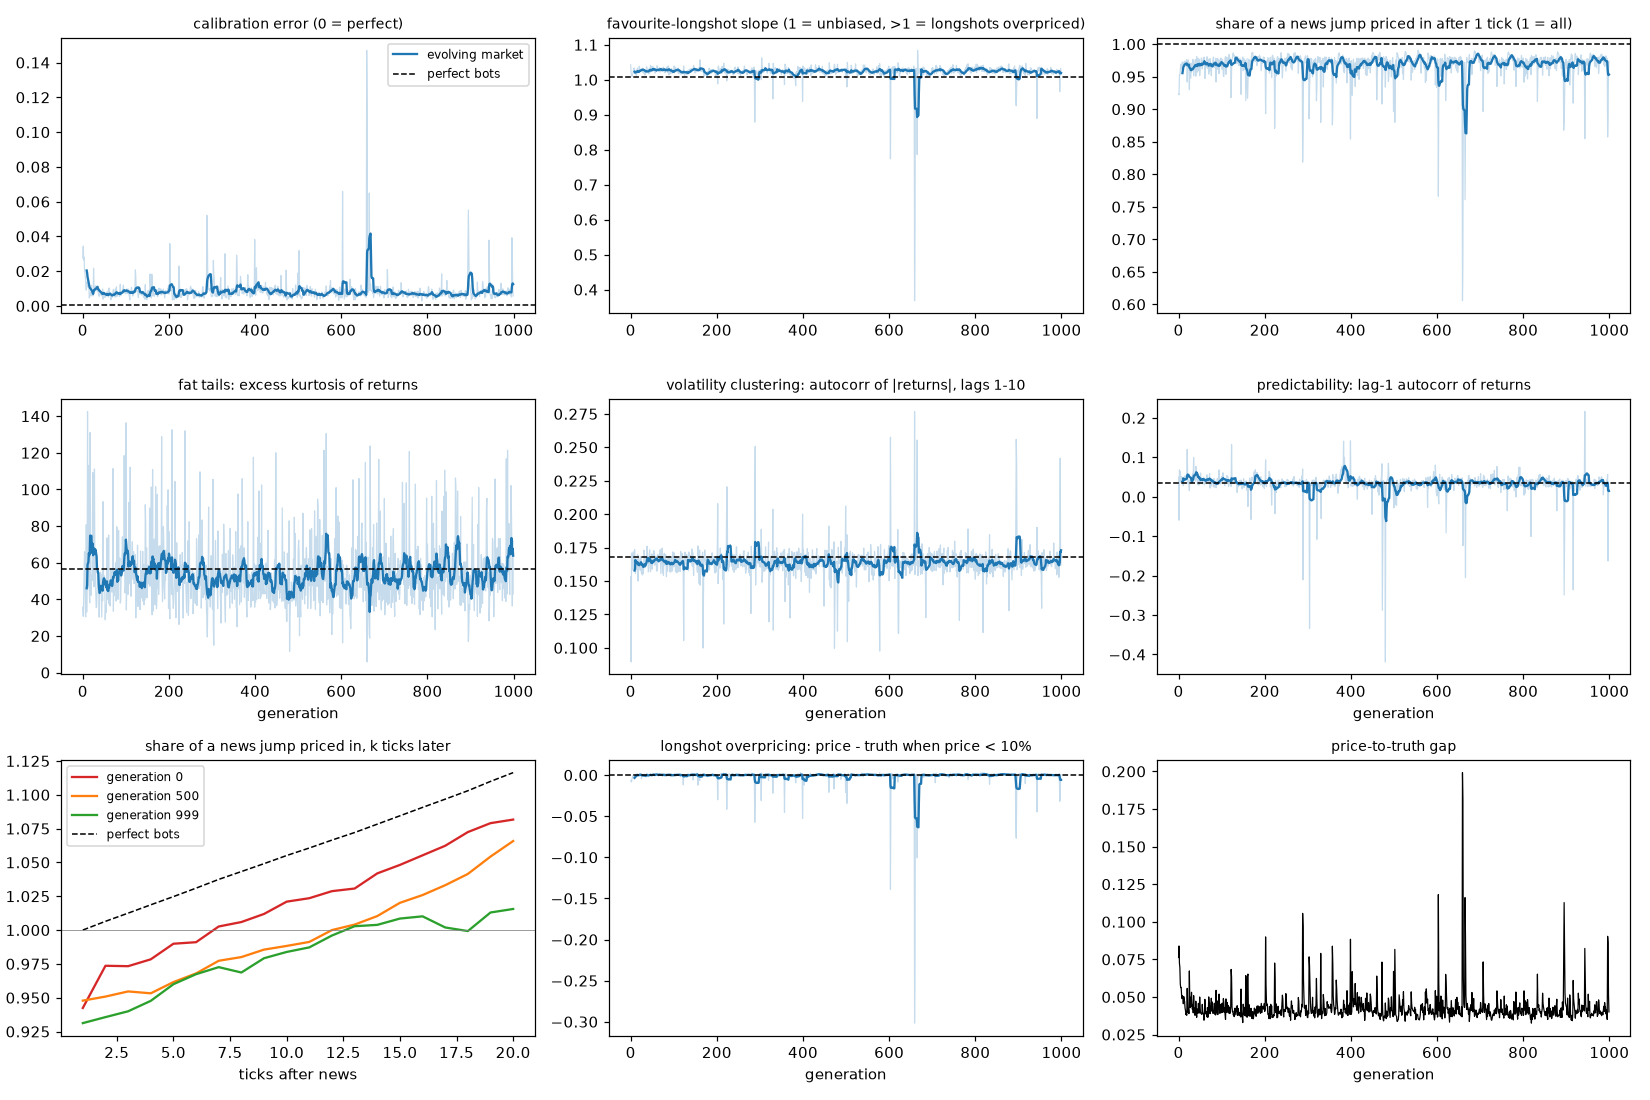 calibration error (0 = perfect)
0.14
0.12
0.10
0.08
0.06
0.04
0.02
0.00
evolving market
perfect bots
0 200 400 600 800 1000
favourite-longshot slope (1 = unbiased, >1 = longshots overpriced)
1.1
1.0
0.9
0.8
0.7
0.6
0.5
0.4
0 200 400 600 800 1000
share of a news jump priced in after 1 tick (1 = all)
1.00
0.95
0.90
0.85
0.80
0.75
0.70
0.65
0.60
0 200 400 600 800 1000
fat tails: excess kurtosis of returns
140
120
100
80
60
40
20
0
0 200 400 600 800 1000
generation
volatility clustering: autocorr of |returns|, lags 1-10
0.275
0.250
0.225
0.200
0.175
0.150
0.125
0.100
0 200 400 600 800 1000
generation
predictability: lag-1 autocorr of returns
0.2
0.1
0.0
−0.1
−0.2
−0.3
−0.4
0 200 400 600 800 1000
generation
share of a news jump priced in, k ticks later
1.125
1.100
1.075
1.050
1.025
1.000
0.975
0.950
0.925
generation 0
generation 500
generation 999
perfect bots
2.5 5.0 7.5 10.0 12.5 15.0 17.5 20.0
ticks after news
longshot overpricing: price - truth when price < 10%
0.00
−0.05
−0.10
−0.15
−0.20
−0.25
−0.30
0 200 400 600 800 1000
generation
price-to-truth gap
0.200
0.175
0.150
0.125
0.100
0.075
0.050
0.025
0 200 400 600 800 1000
generation